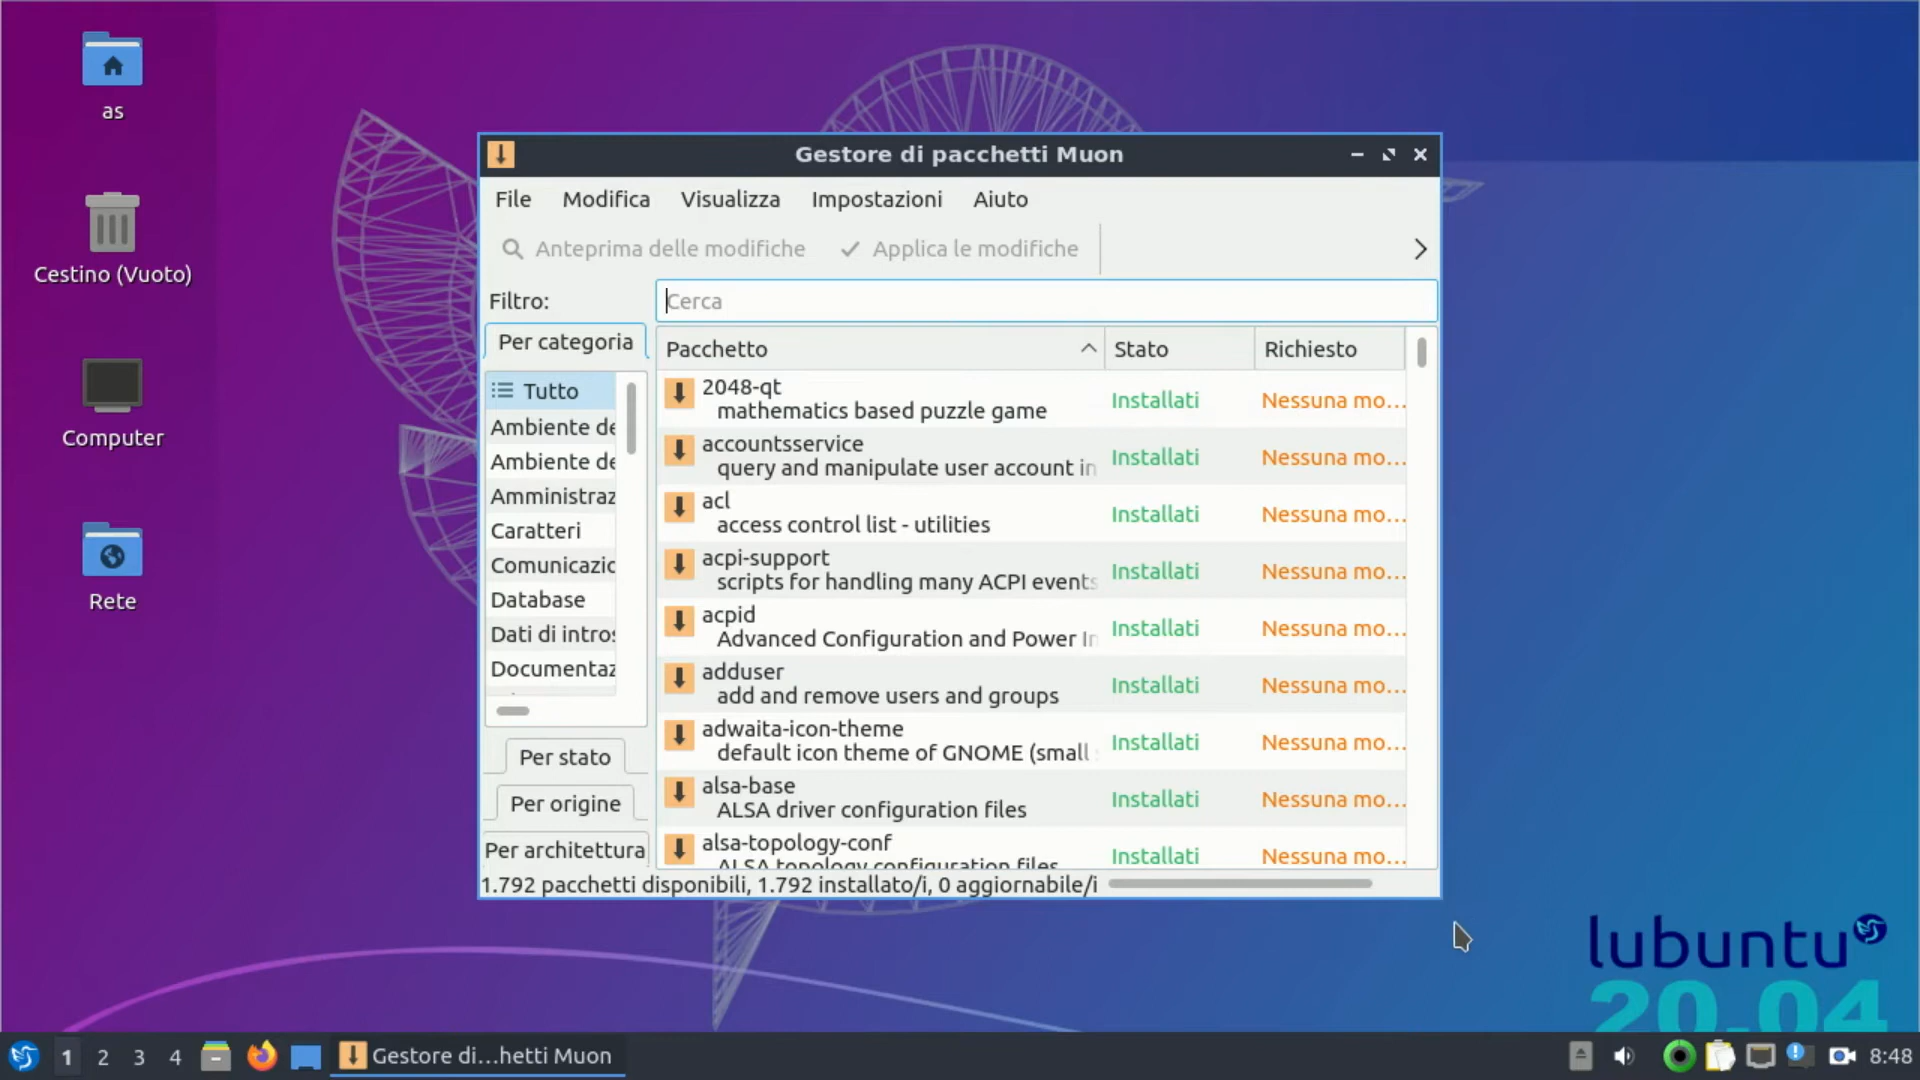 as
Cestino (Vuoto)
Computer
Rete
Gestore di pacchetti Muon
File Modifica Visualizza Impostazioni Aiuto
Anteprima delle modifiche Applica le modifiche
Filtro: Cerca
Per categoria
Tutto
Ambiente de
Ambiente de
Amministraz
Caratteri
Comunicazio
Database
Dati di intros
Documentaz
Per stato
Per origine
Per architettura
Pacchetto Stato Richiesto
2048-qt
mathematics based puzzle game Installati Nessuna mo...
accountsservice
query and manipulate user account in Installati Nessuna mo...
acl
access control list - utilities Installati Nessuna mo...
acpi-support
scripts for handling many ACPI events Installati Nessuna mo...
acpid
Advanced Configuration and Power In Installati Nessuna mo...
adduser
add and remove users and groups Installati Nessuna mo...
adwaita-icon-theme
default icon theme of GNOME (small Installati Nessuna mo...
alsa-base
ALSA driver configuration files Installati Nessuna mo...
alsa-topology-conf
ALSA topology configuration files Installati Nessuna mo...
1.792 pacchetti disponibili, 1.792 installato/i, 0 aggiornabile/i
lubuntu
20.04
1 2 3 4 Gestore di...hetti Muon 8:48